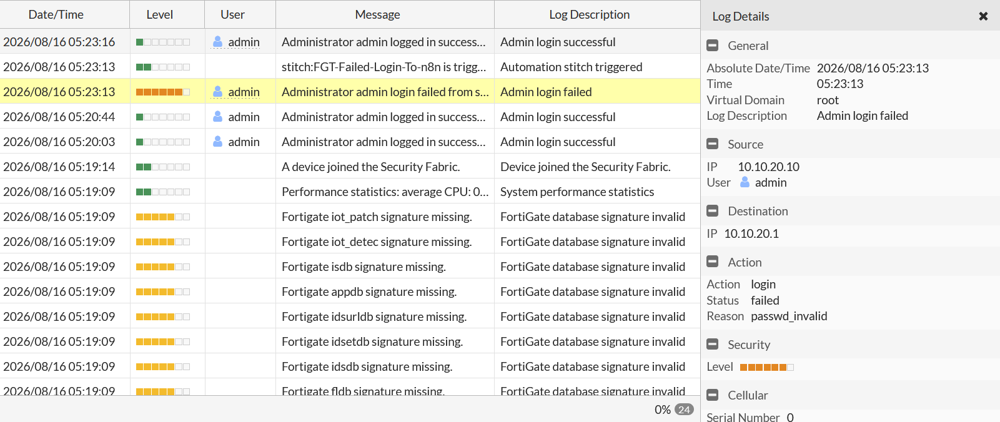 Date/Time Level User Message Log Description
2026/08/16 05:23:16 admin Administrator admin logged in success... Admin login successful
2026/08/16 05:23:13 stitch:FGT-Failed-Login-To-n8n is trigg... Automation stitch triggered
2026/08/16 05:23:13 admin Administrator admin login failed from s... Admin login failed
2026/08/16 05:20:44 admin Administrator admin logged in success... Admin login successful
2026/08/16 05:20:03 admin Administrator admin logged in success... Admin login successful
2026/08/16 05:19:14 A device joined the Security Fabric. Device joined the Security Fabric.
2026/08/16 05:19:09 Performance statistics: average CPU: 0... System performance statistics
2026/08/16 05:19:09 Fortigate iot_patch signature missing. FortiGate database signature invalid
2026/08/16 05:19:09 Fortigate iot_detec signature missing. FortiGate database signature invalid
2026/08/16 05:19:09 Fortigate isdb signature missing. FortiGate database signature invalid
2026/08/16 05:19:09 Fortigate appdb signature missing. FortiGate database signature invalid
2026/08/16 05:19:09 Fortigate idsurldb signature missing. FortiGate database signature invalid
2026/08/16 05:19:09 Fortigate idsetdb signature missing. FortiGate database signature invalid
2026/08/16 05:19:09 Fortigate idsdb signature missing. FortiGate database signature invalid
2026/08/16 05:19:09 Fortigate fldb signature missing. FortiGate database signature invalid
0% 24
Log Details
General
Absolute Date/Time 2026/08/16 05:23:13
Time 05:23:13
Virtual Domain root
Log Description Admin login failed
Source
IP 10.10.20.10
User admin
Destination
IP 10.10.20.1
Action
Action login
Status failed
Reason passwd_invalid
Security
Level
Cellular
Serial Number 0